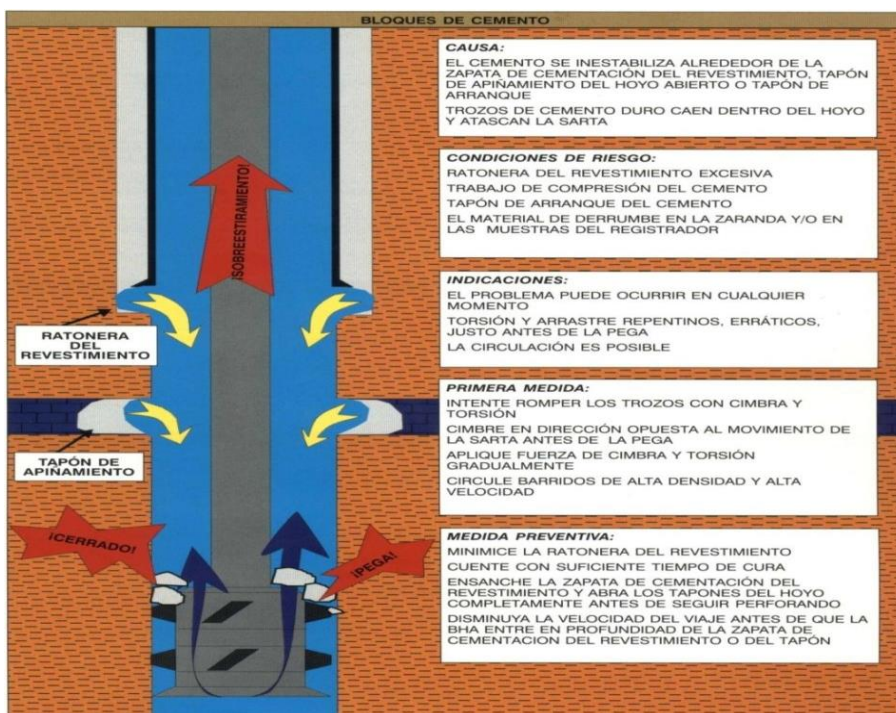 BLOQUES DE CEMENTO
CAUSA:
EL CEMENTO SE INESTABILIZA ALREDEDOR DE LA
ZAPATA DE CEMENTACIÓN DEL REVESTIMIENTO, TAPÓN
DE APIÑAMIENTO DEL HOYO ABIERTO O TAPÓN DE
ARRANQUE
TROZOS DE CEMENTO DURO CAEN DENTRO DEL HOYO
Y ATASCAN LA SARTA
CONDICIONES DE RIESGO:
RATONERA DEL REVESTIMIENTO EXCESIVA
TRABAJO DE COMPRESIÓN DEL CEMENTO
TAPÓN DE ARRANQUE DEL CEMENTO
EL MATERIAL DE DERRUMBE EN LA ZARANDA Y/O EN
LAS MUESTRAS DEL REGISTRADOR
INDICACIONES:
EL PROBLEMA PUEDE OCURRIR EN CUALQUIER
MOMENTO
TORSIÓN Y ARRASTRE REPENTINOS, ERRÁTICOS,
JUSTO ANTES DE LA PEGA
LA CIRCULACIÓN ES POSIBLE
PRIMERA MEDIDA:
INTENTE ROMPER LOS TROZOS CON CIMBRA Y
TORSIÓN
CIMBRE EN DIRECCIÓN OPUESTA AL MOVIMIENTO DE
LA SARTA ANTES DE LA PEGA
APLIQUE FUERZA DE CIMBRA Y TORSIÓN
GRADUALMENTE
CIRCULE BARRIDOS DE ALTA DENSIDAD Y ALTA
VELOCIDAD
MEDIDA PREVENTIVA:
MINIMICE LA RATONERA DEL REVESTIMIENTO
CUENTE CON SUFICIENTE TIEMPO DE CURA
ENSANCHE LA ZAPATA DE CEMENTACIÓN DEL
REVESTIMIENTO Y ABRA LOS TAPONES DEL HOYO
COMPLETAMENTE ANTES DE SEGUIR PERFORANDO
DISMINUYA LA VELOCIDAD DEL VIAJE ANTES DE QUE LA
BHA ENTRE EN PROFUNDIDAD DE LA ZAPATA DE
CEMENTACION DEL REVESTIMIENTO O DEL TAPÓN
¡SOBREESTIRAMIENTO!
RATONERA
DEL
REVESTIMIENTO
TAPÓN DE
APIÑAMIENTO
¡CERRADO!
¡PEGA!